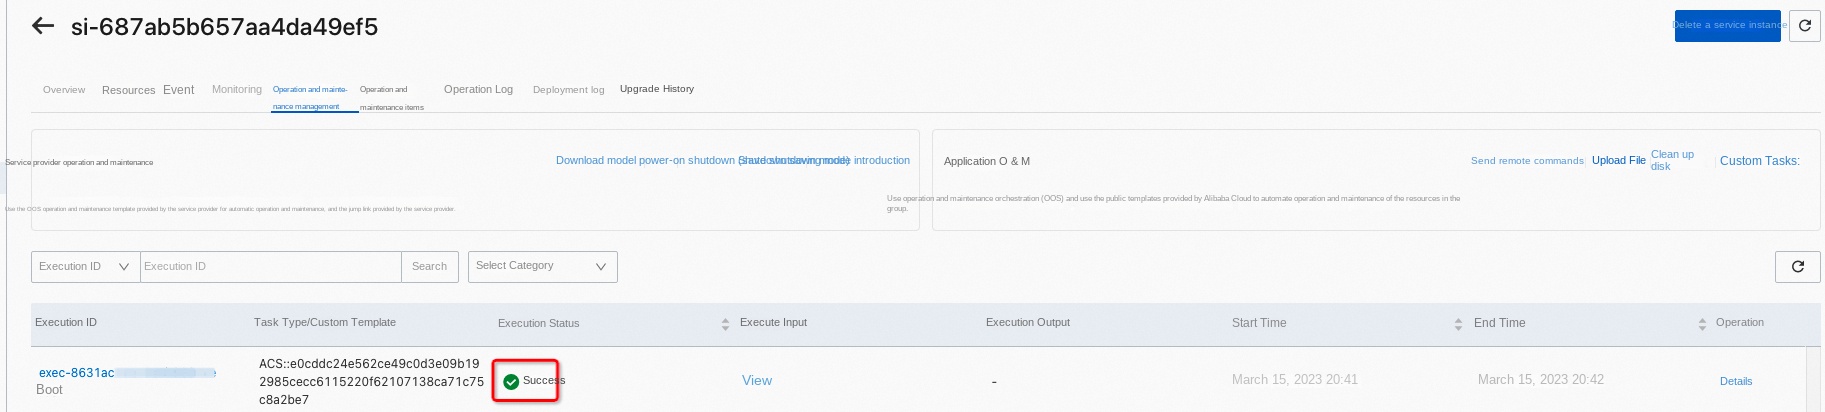 si-687ab5b657aa4da49ef5
Delete a service instance
Overview
Resources
Event
Monitoring
Operation and mainte-
nance management
Operation and
maintenance items
Operation Log
Deployment log
Upgrade History
Service provider operation and maintenance
Download model power-on shutdown
introduction
Use the OOS operation and maintenance template provided by the service provider for automatic operation and maintenance, and the jump link provided by the service provider.
Application O & M
Send remote commands
Upload File
Clean up
disk
Custom Tasks:
Use operation and maintenance orchestration (OOS) and use the public templates provided by Alibaba Cloud to automate operation and maintenance of the resources in the
group.
Execution ID
Execution ID
Search
Select Category
Execution ID
Task Type/Custom Template
Execution Status
Execute Input
Execution Output
Start Time
End Time
Operation
exec-8631ac
Boot
ACS::e0cddc24e562ce49c0d3e09b19
2985cecc6115220f62107138ca71c75
c8a2be7
Success
View
-
March 15, 2023 20:41
March 15, 2023 20:42
Details